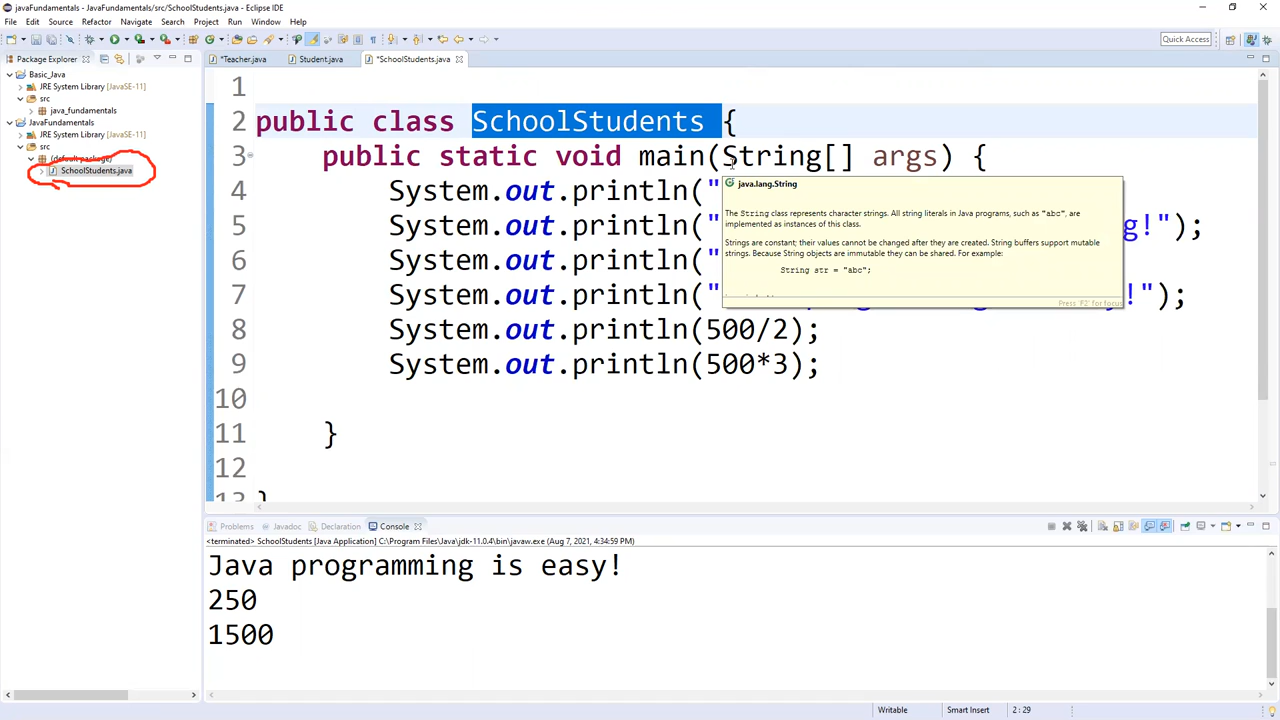 javaFundamentals - JavaFundamentals/src/SchoolStudents.java - Eclipse IDE
File Edit Source Refactor Navigate Search Project Run Window Help
Quick Access
Package Explorer
*Teacher.java
Student.java
*SchoolStudents.java
Basic_Java
JRE System Library [JavaSE-11]
src
java_fundamentals
JavaFundamentals
JRE System Library [JavaSE-11]
src
(default package)
SchoolStudents.java
1
2 public class SchoolStudents {
3 public static void main(String[] args) {
4 System.out.println("
5 System.out.println(" g!");
6 System.out.println("
7 System.out.println(" !");
8 System.out.println(500/2);
9 System.out.println(500*3);
10
11 }
12
13 }
java.lang.String
The String class represents character strings. All string literals in Java programs, such as "abc", are
implemented as instances of this class.
Strings are constant; their values cannot be changed after they are created. String buffers support mutable
strings. Because String objects are immutable they can be shared. For example:
String str = "abc";
Press 'F2' for focus
Problems Javadoc Declaration Console
<terminated> SchoolStudents [Java Application] C:\Program Files\Java\jdk-11.0.4\bin\javaw.exe (Aug 7, 2021, 4:34:59 PM)
Java programming is easy!
250
1500
Writable Smart Insert 2 : 29